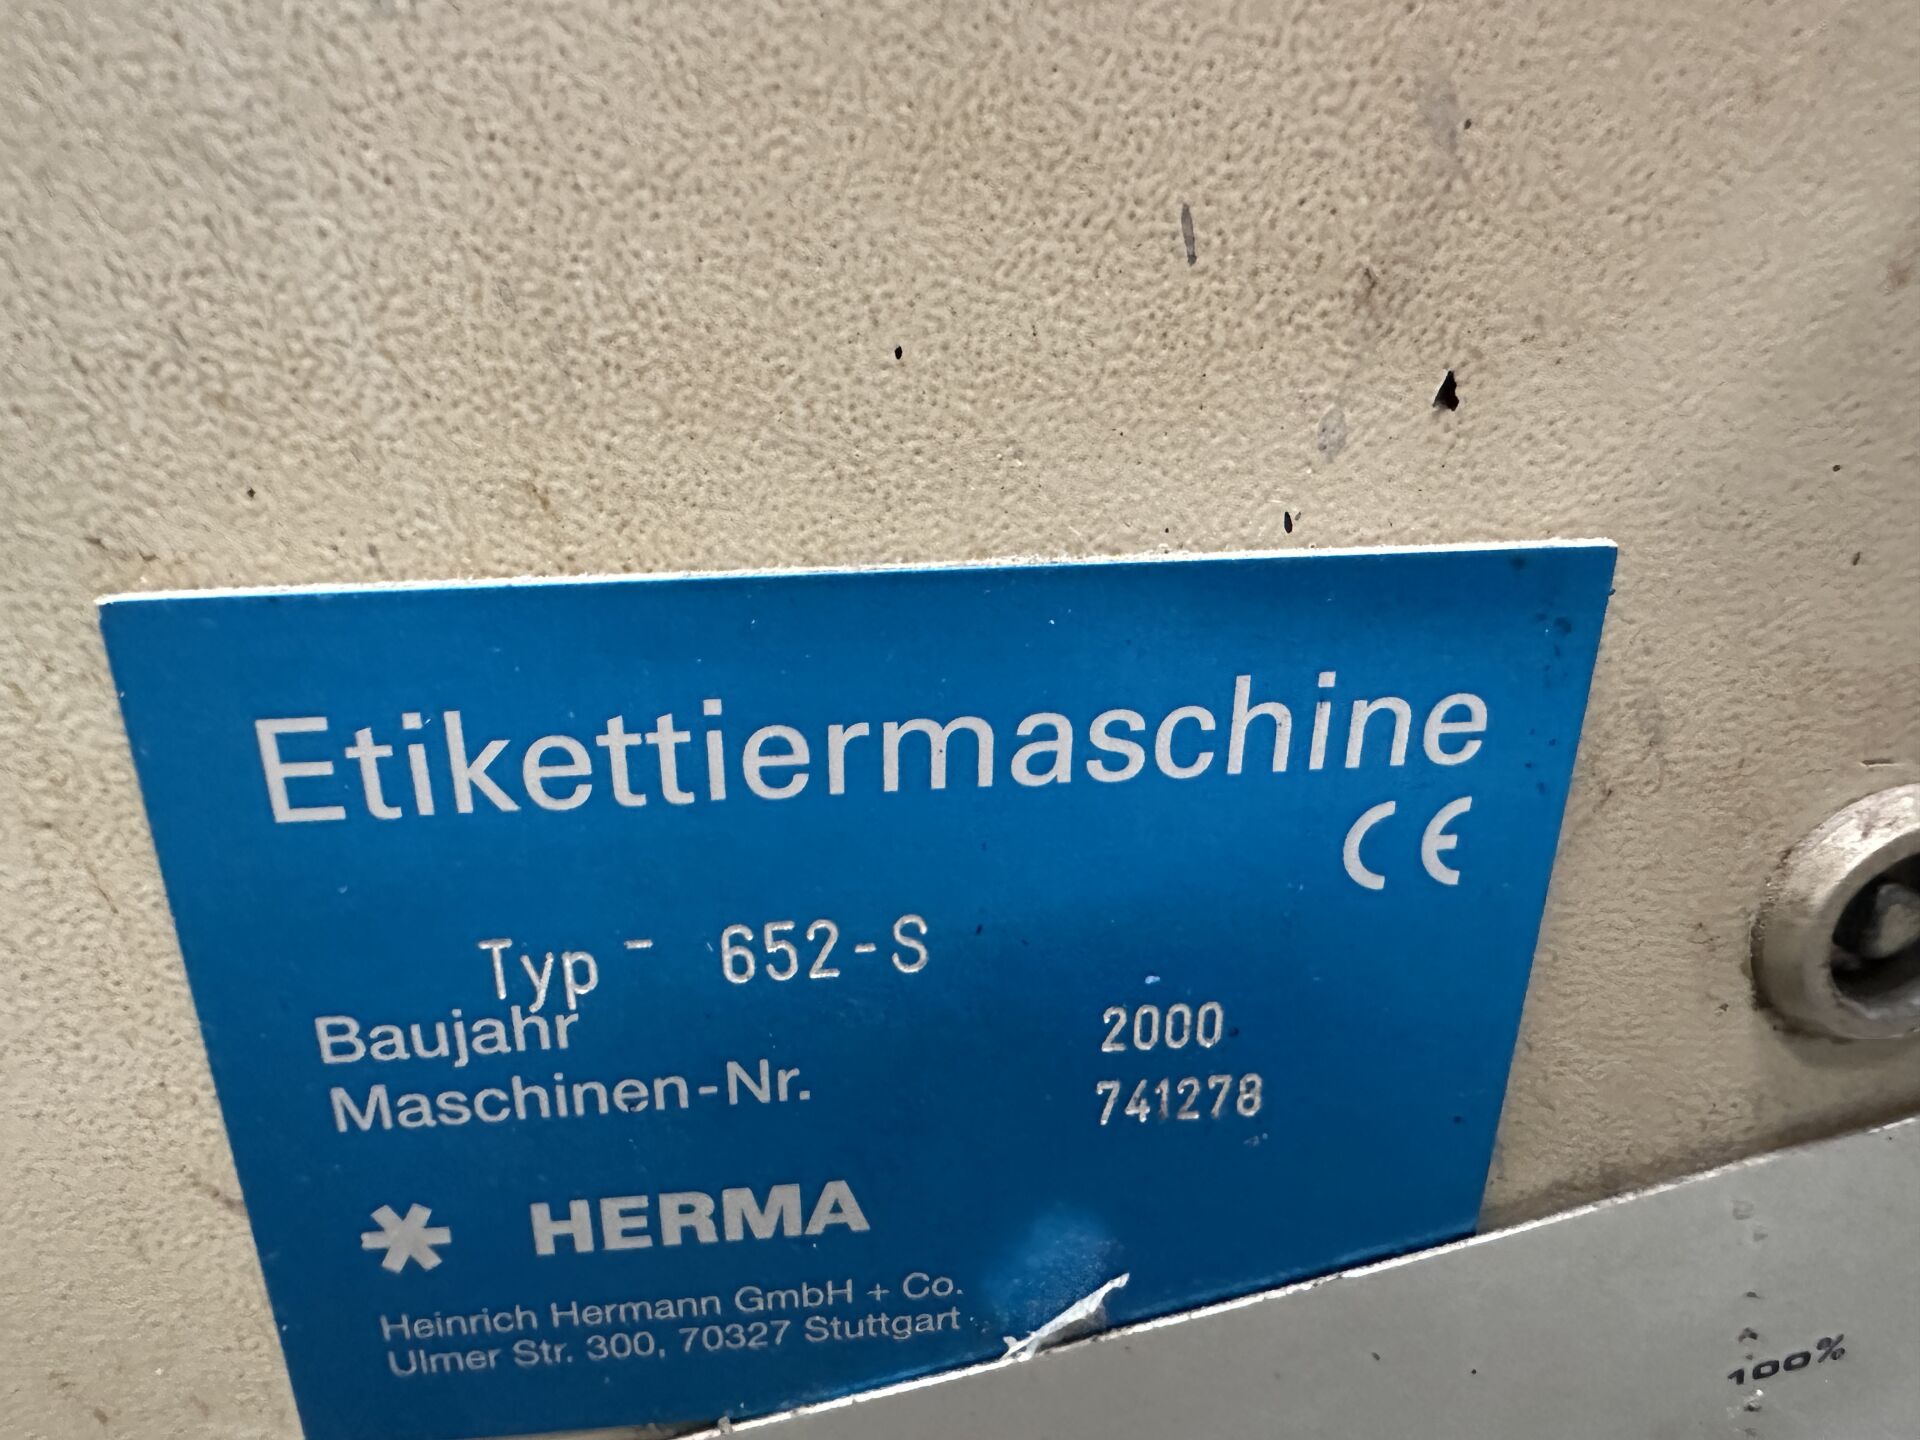 Etikettiermaschine
CE
Typ - 652-S
Baujahr 2000
Maschinen-Nr. 741278
HERMA
Heinrich Hermann GmbH + Co.
Ulmer Str. 300, 70327 Stuttgart
100%